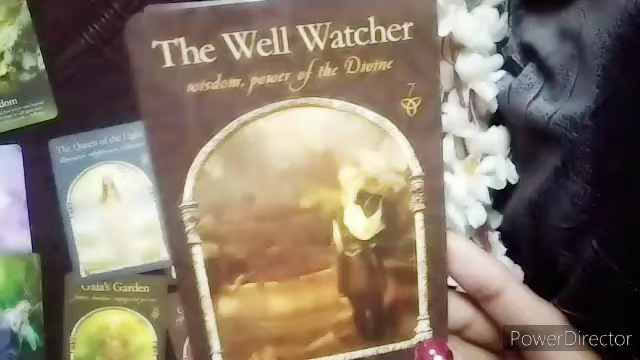 The Well Watcher
wisdom, power of the Divine
7
The Queen of the Light
Gaia's Garden
PowerDirector